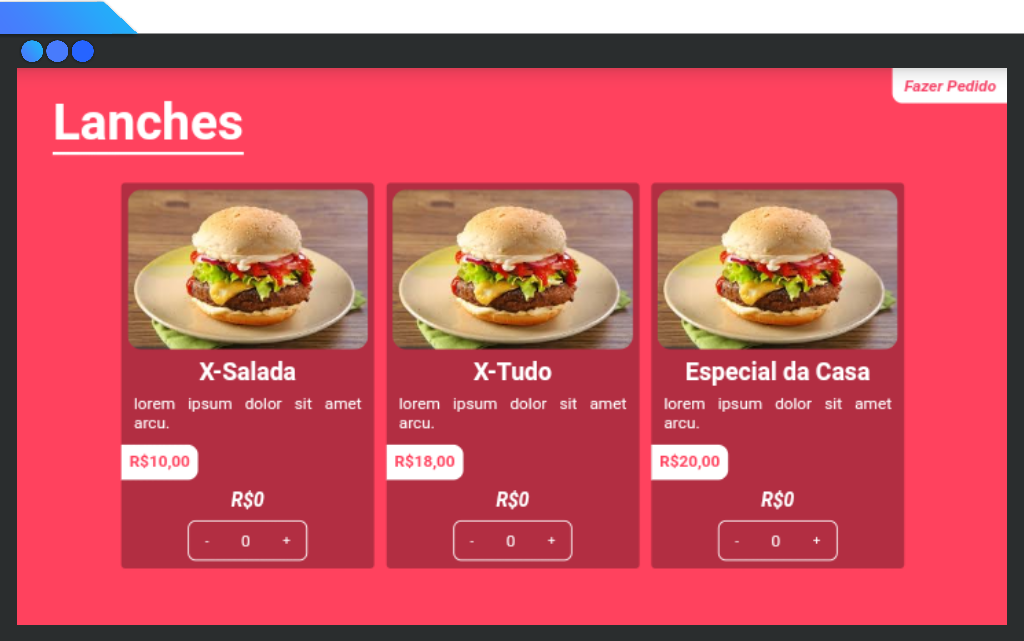 Fazer Pedido
Lanches
X-Salada
lorem ipsum dolor sit amet
arcu.
R$10,00
R$0
- 0 +
X-Tudo
lorem ipsum dolor sit amet
arcu.
R$18,00
R$0
- 0 +
Especial da Casa
lorem ipsum dolor sit amet
arcu.
R$20,00
R$0
- 0 +